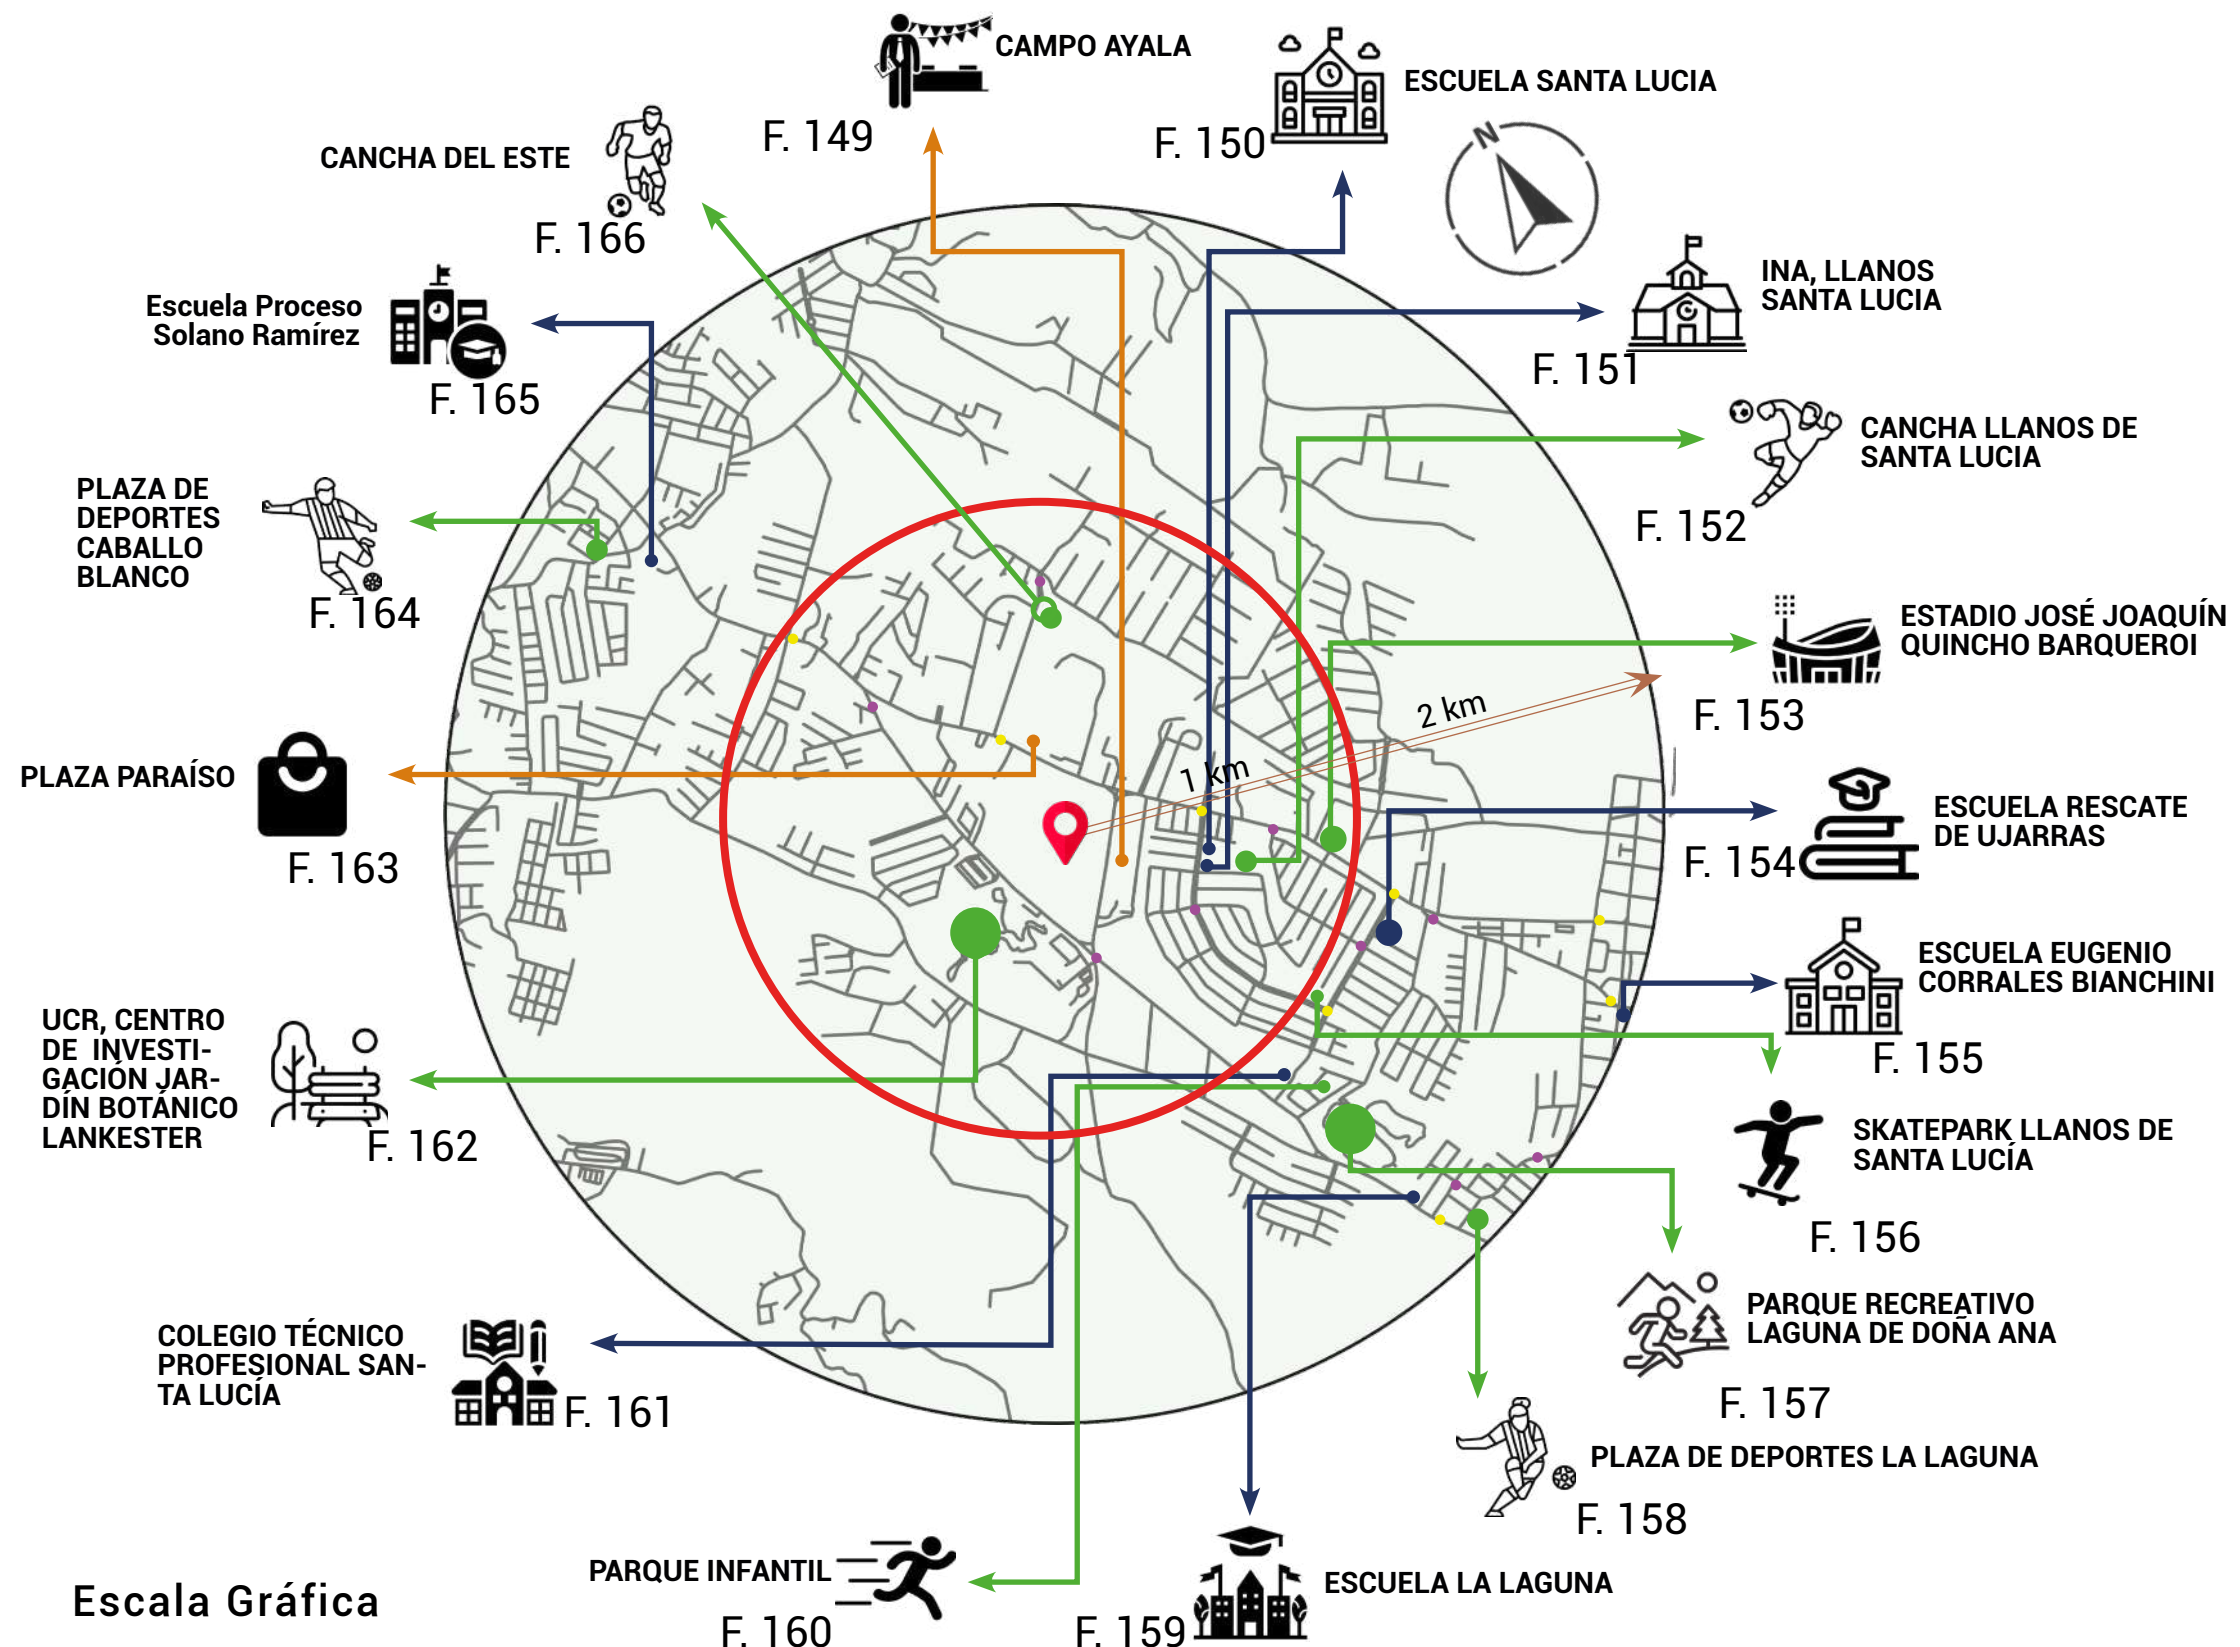 CAMPO AYALA
F. 149
ESCUELA SANTA LUCIA
F. 150
N
CANCHA DEL ESTE
F. 166
INA, LLANOS
SANTA LUCIA
F. 151
Escuela Proceso
Solano Ramírez
F. 165
CANCHA LLANOS DE
SANTA LUCIA
F. 152
PLAZA DE
DEPORTES
CABALLO
BLANCO
F. 164
ESTADIO JOSÉ JOAQUÍN
QUINCHO BARQUEROI
F. 153
2 km
1 km
PLAZA PARAÍSO
F. 163
ESCUELA RESCATE
DE UJARRAS
F. 154
ESCUELA EUGENIO
CORRALES BIANCHINI
F. 155
UCR, CENTRO
DE INVESTI-
GACIÓN JAR-
DÍN BOTÁNICO
LANKESTER
F. 162
SKATEPARK LLANOS DE
SANTA LUCÍA
F. 156
PARQUE RECREATIVO
LAGUNA DE DOÑA ANA
F. 157
COLEGIO TÉCNICO
PROFESIONAL SAN-
TA LUCÍA
F. 161
PLAZA DE DEPORTES LA LAGUNA
F. 158
PARQUE INFANTIL
F. 160
ESCUELA LA LAGUNA
F. 159
Escala Gráfica